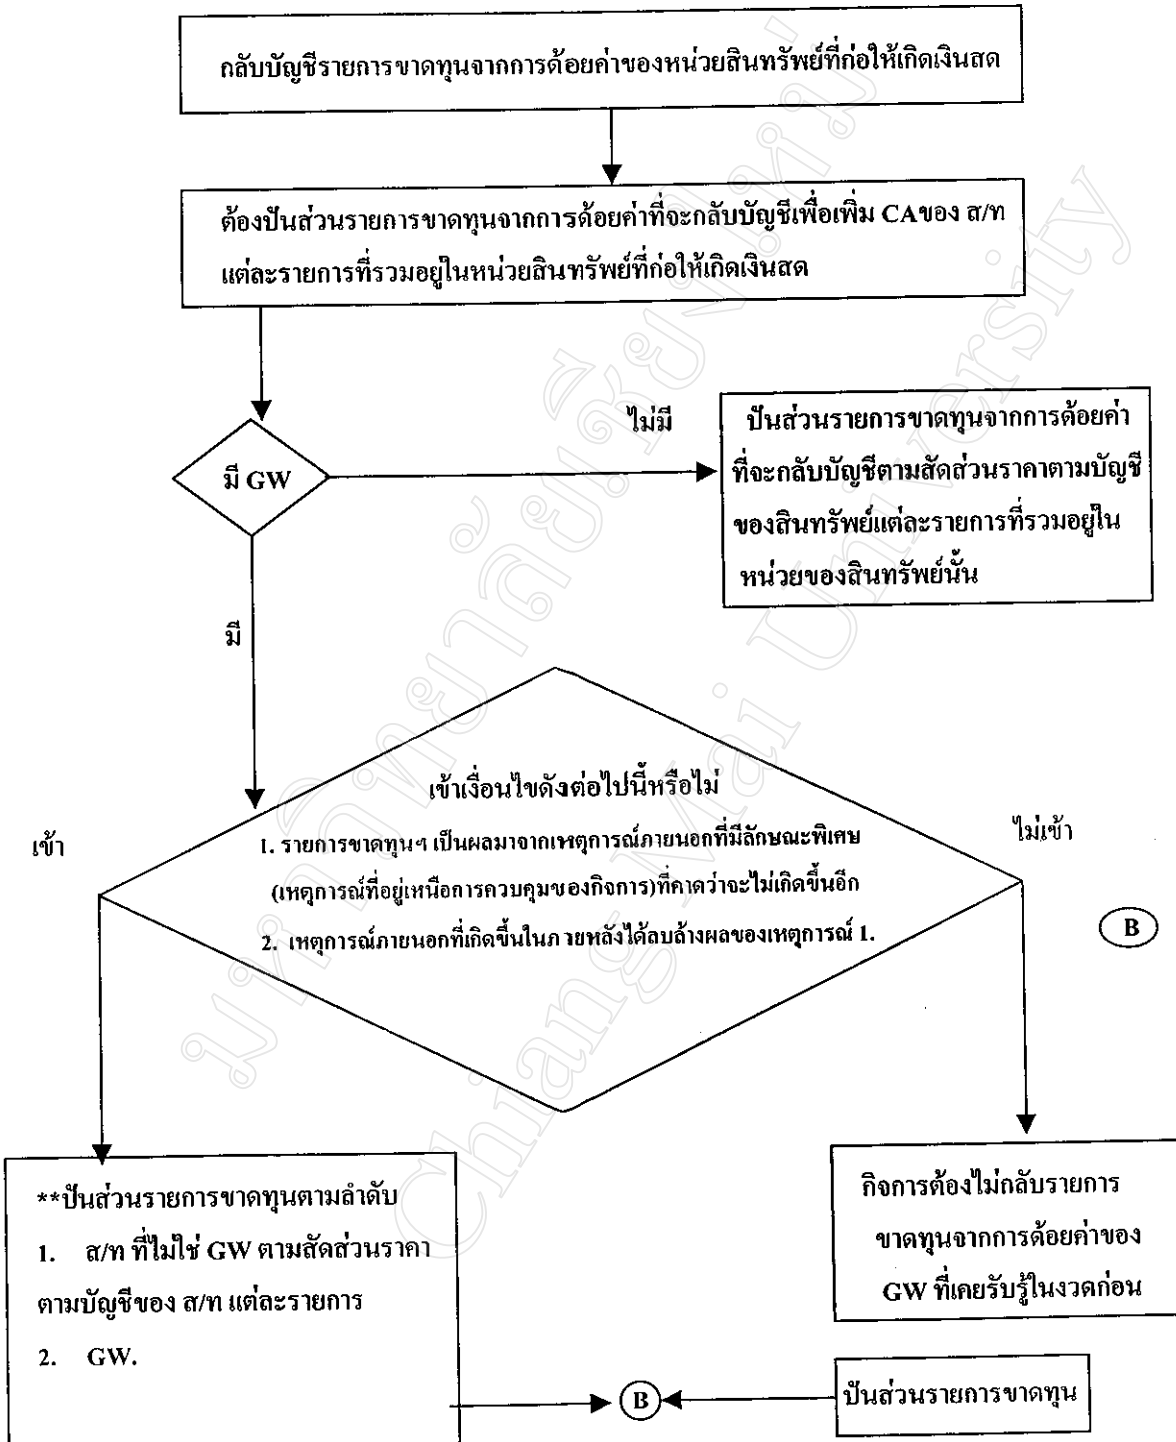 กลับบัญชีรายการขาดทุนจากการด้อยค่าของหน่วยสินทรัพย์ที่ก่อให้เกิดเงินสด
ต้องปันส่วนรายการขาดทุนจากการด้อยค่าที่จะกลับบัญชีเพื่อเพิ่ม CAของ ส/ท
แต่ละรายการที่รวมอยู่ในหน่วยสินทรัพย์ที่ก่อให้เกิดเงินสด
มี GW
ไม่มี
ปันส่วนรายการขาดทุนจากการด้อยค่า
ที่จะกลับบัญชีตามสัดส่วนราคาตามบัญชี
ของสินทรัพย์แต่ละรายการที่รวมอยู่ใน
หน่วยของสินทรัพย์นั้น
มี
เข้าเงื่อนไขดังต่อไปนี้หรือไม่
1. รายการขาดทุนฯ เป็นผลมาจากเหตุการณ์ภายนอกที่มีลักษณะพิเศษ
(เหตุการณ์ที่อยู่เหนือการควบคุมของกิจการ)ที่คาดว่าจะไม่เกิดขึ้นอีก
2. เหตุการณ์ภายนอกที่เกิดขึ้นในภายหลังได้ลบล้างผลของเหตุการณ์ 1.
เข้า
ไม่เข้า
B
**ปันส่วนรายการขาดทุนตามลำดับ
1. ส/ท ที่ไม่ใช่ GW ตามสัดส่วนราคา
ตามบัญชีของ ส/ท แต่ละรายการ
2. GW.
กิจการต้องไม่กลับรายการ
ขาดทุนจากการด้อยค่าของ
GW ที่เคยรับรู้ในงวดก่อน
B
ปันส่วนรายการขาดทุน
มหาวิทยาลัยเชียงใหม่
Chiang Mai University